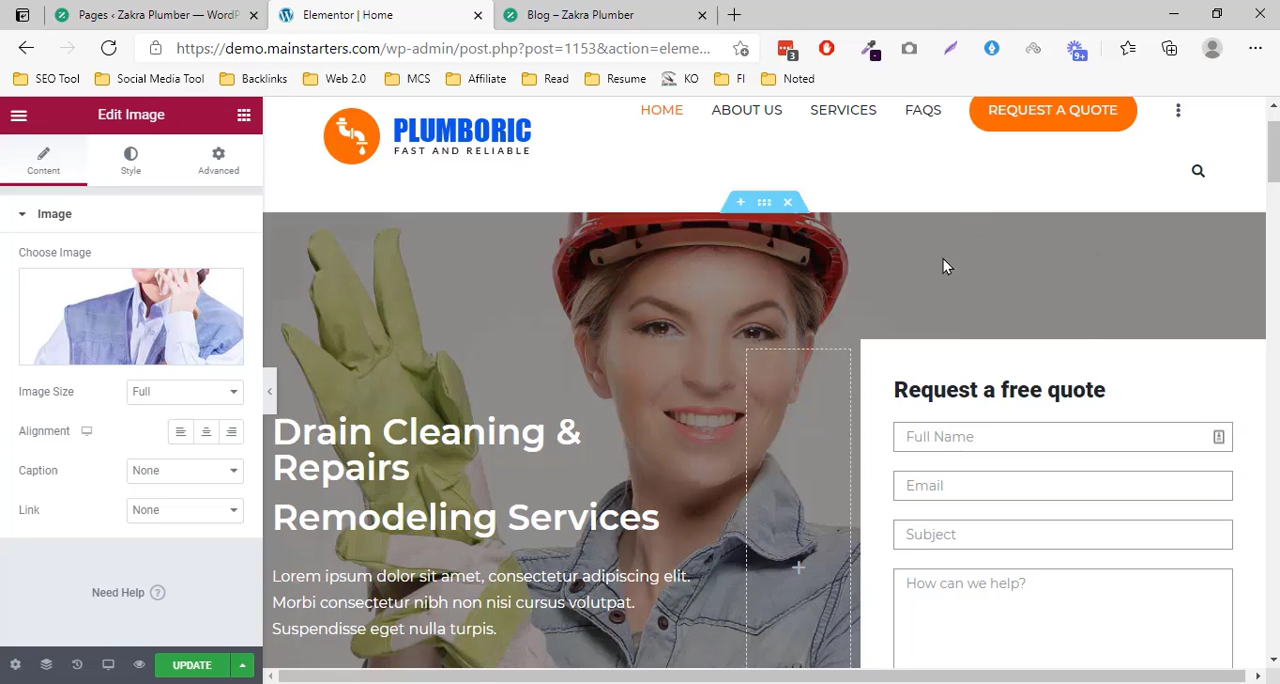 Pages ‹ Zakra Plumber — WordP
Elementor | Home
Blog – Zakra Plumber
https://demo.mainstarters.com/wp-admin/post.php?post=1153&action=eleme...
3
9+
SEO Tool
Social Media Tool
Backlinks
Web 2.0
MCS
Affiliate
Read
Resume
KO
FI
Noted
Edit Image
Content
Style
Advanced
Image
Choose Image
Image Size
Full
Alignment
Caption
None
Link
None
Need Help ?
UPDATE
PLUMBORIC
FAST AND RELIABLE
HOME
ABOUT US
SERVICES
FAQS
REQUEST A QUOTE
Drain Cleaning &
Repairs
Remodeling Services
Lorem ipsum dolor sit amet, consectetur adipiscing elit.
Morbi consectetur nibh non nisi cursus volutpat.
Suspendisse eget nulla turpis.
Request a free quote
Full Name
Email
Subject
How can we help?